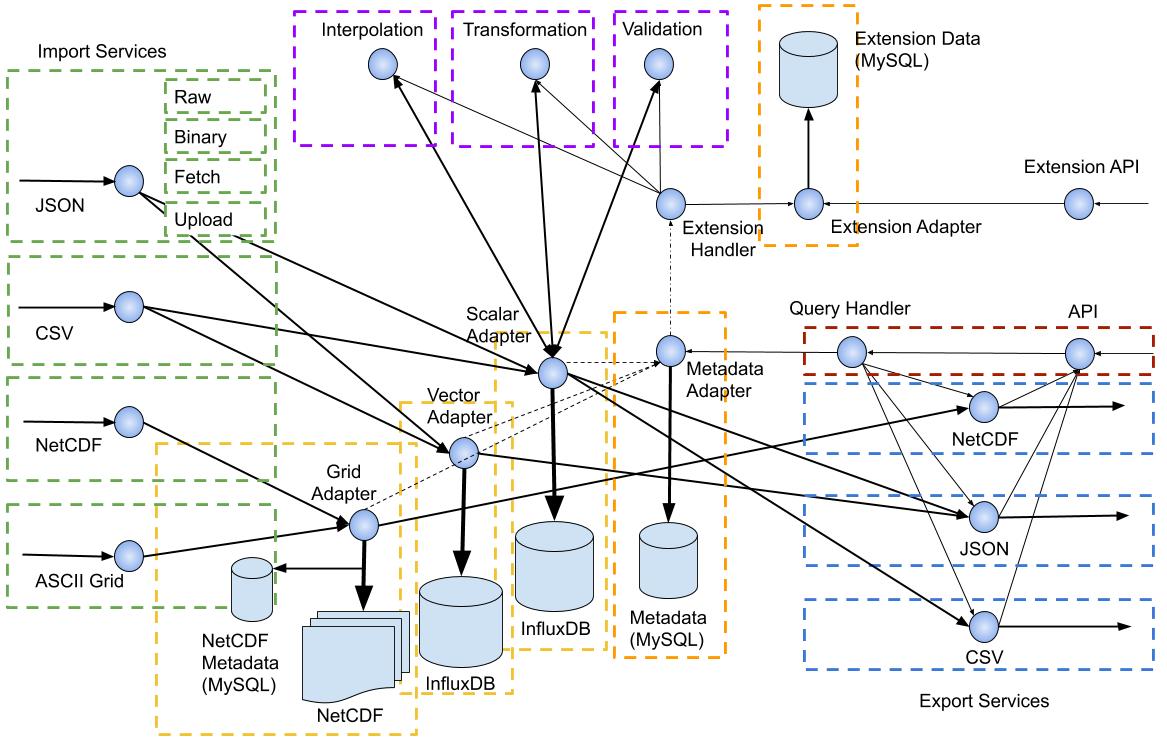 Import Services
Raw
Binary
Fetch
Upload
JSON
CSV
NetCDF
ASCII Grid
Interpolation
Transformation
Validation
Extension Data
(MySQL)
Extension API
Extension
Handler
Extension Adapter
Scalar
Adapter
Vector
Adapter
Grid
Adapter
Metadata
Adapter
Query Handler
API
NetCDF
JSON
CSV
Export Services
NetCDF
Metadata
(MySQL)
NetCDF
InfluxDB
InfluxDB
Metadata
(MySQL)